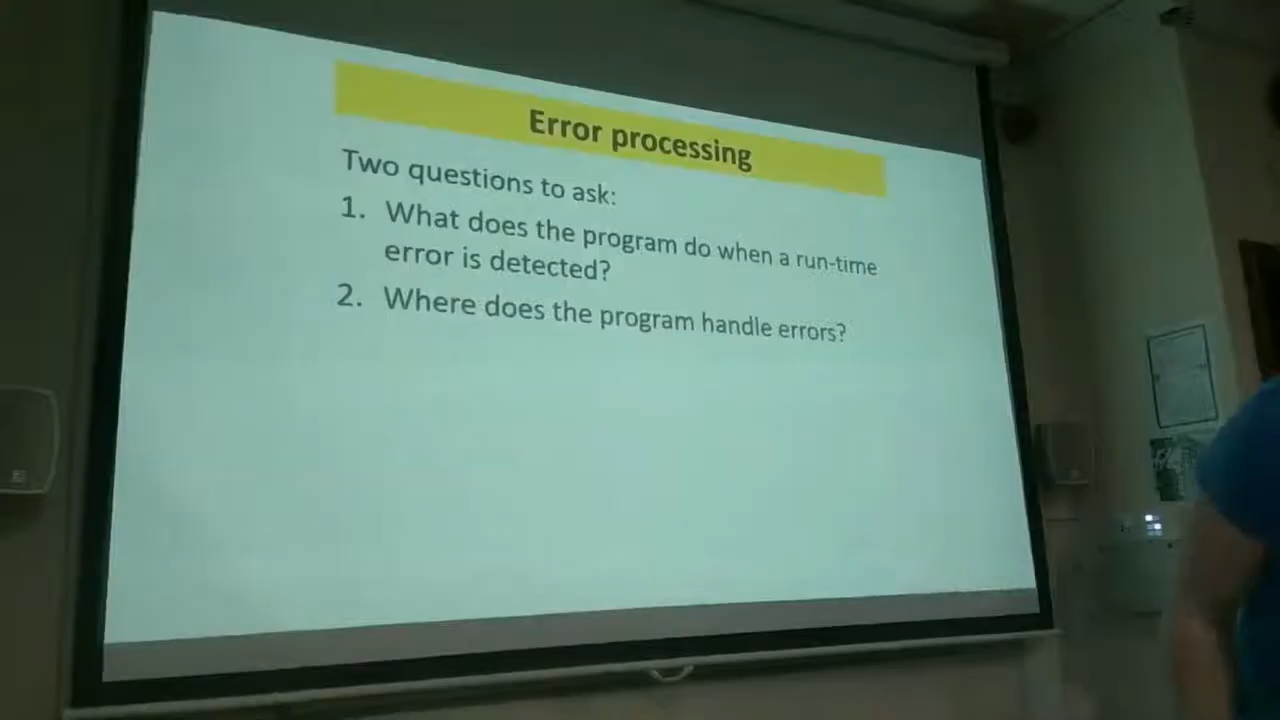 Error processing
Two questions to ask:
1. What does the program do when a run-time
error is detected?
2. Where does the program handle errors?